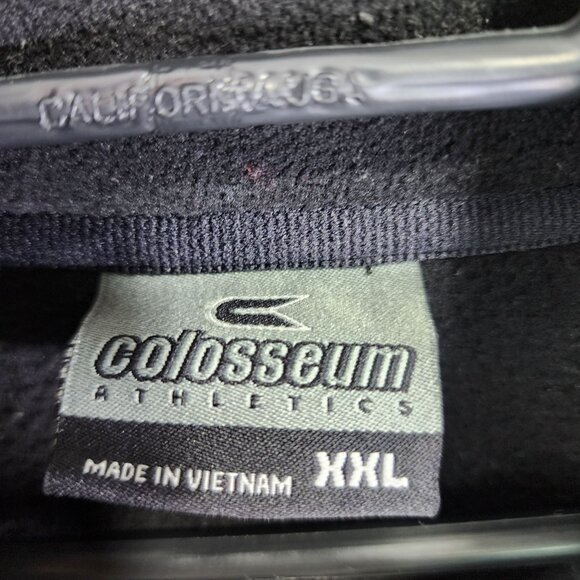 CALIFORNIA USA
colosseum
ATHLETICS
MADE IN VIETNAM XXL